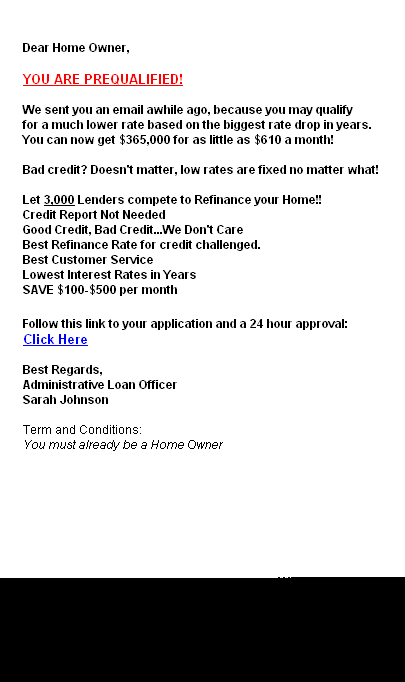 Dear Home Owner,
YOU ARE PREQUALIFIED!
We sent you an email awhile ago, because you may qualify
for a much lower rate based on the biggest rate drop in years.
You can now get $365,000 for as little as $610 a month!
Bad credit? Doesn't matter, low rates are fixed no matter what!
Let 3,000 Lenders compete to Refinance your Home!!
Credit Report Not Needed
Good Credit, Bad Credit...We Don't Care
Best Refinance Rate for credit challenged.
Best Customer Service
Lowest Interest Rates in Years
SAVE $100-$500 per month
Follow this link to your application and a 24 hour approval:
Click Here
Best Regards,
Administrative Loan Officer
Sarah Johnson
Term and Conditions:
You must already be a Home Owner